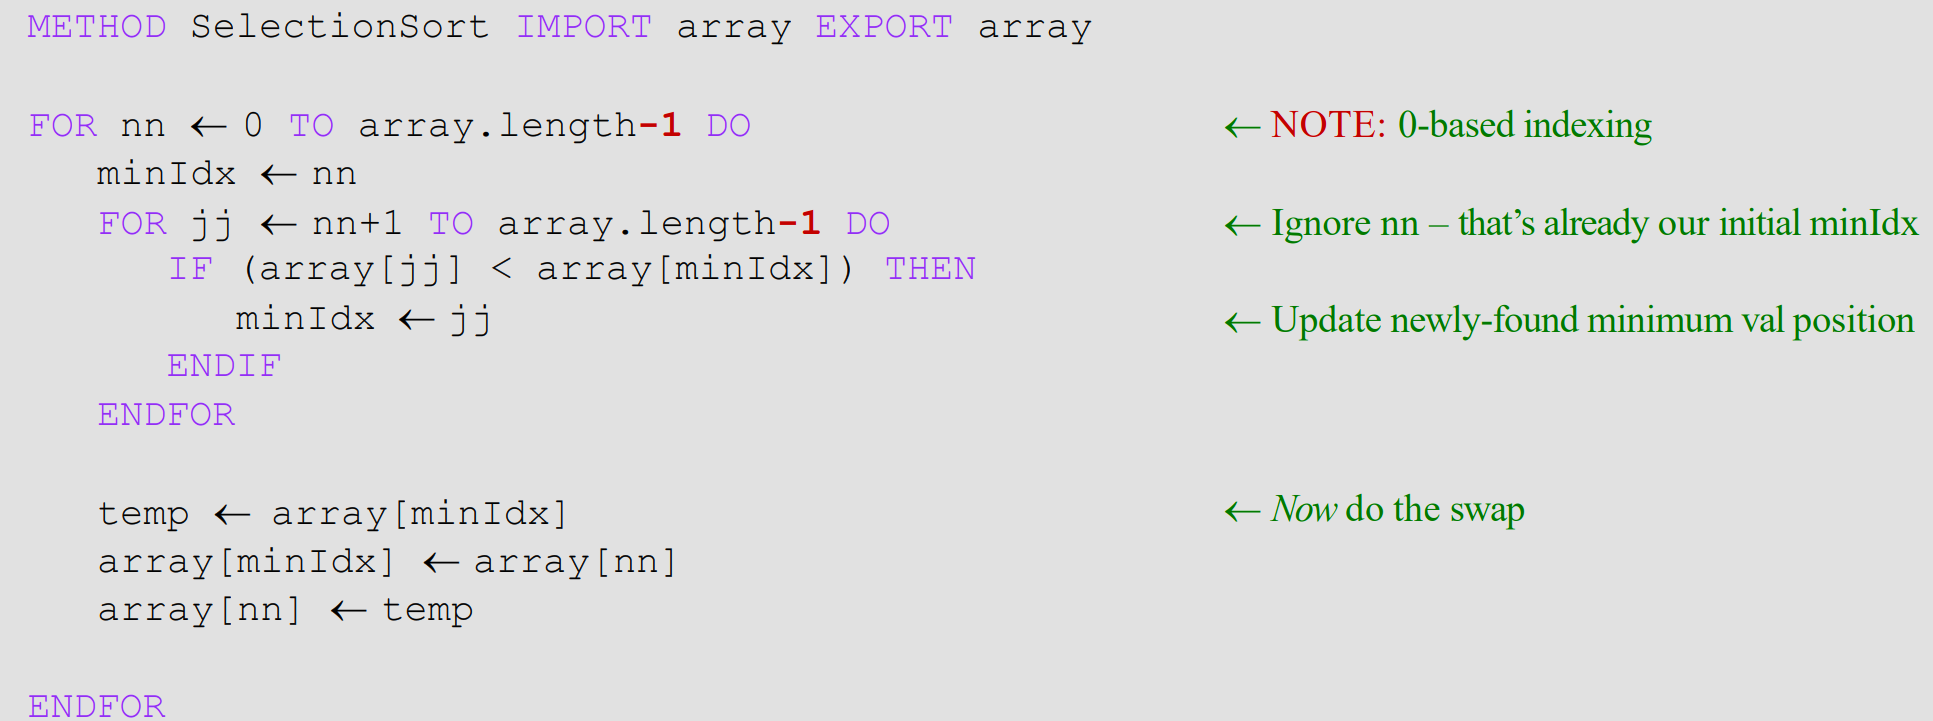 METHOD SelectionSort IMPORT array EXPORT array
FOR nn ← 0 TO array.length-1 DO ← NOTE: 0-based indexing
minIdx ← nn
FOR jj ← nn+1 TO array.length-1 DO ← Ignore nn – that’s already our initial minIdx
IF (array[jj] < array[minIdx]) THEN
minIdx ← jj ← Update newly-found minimum val position
ENDIF
ENDFOR
temp ← array[minIdx] ← Now do the swap
array[minIdx] ← array[nn]
array[nn] ← temp
ENDFOR